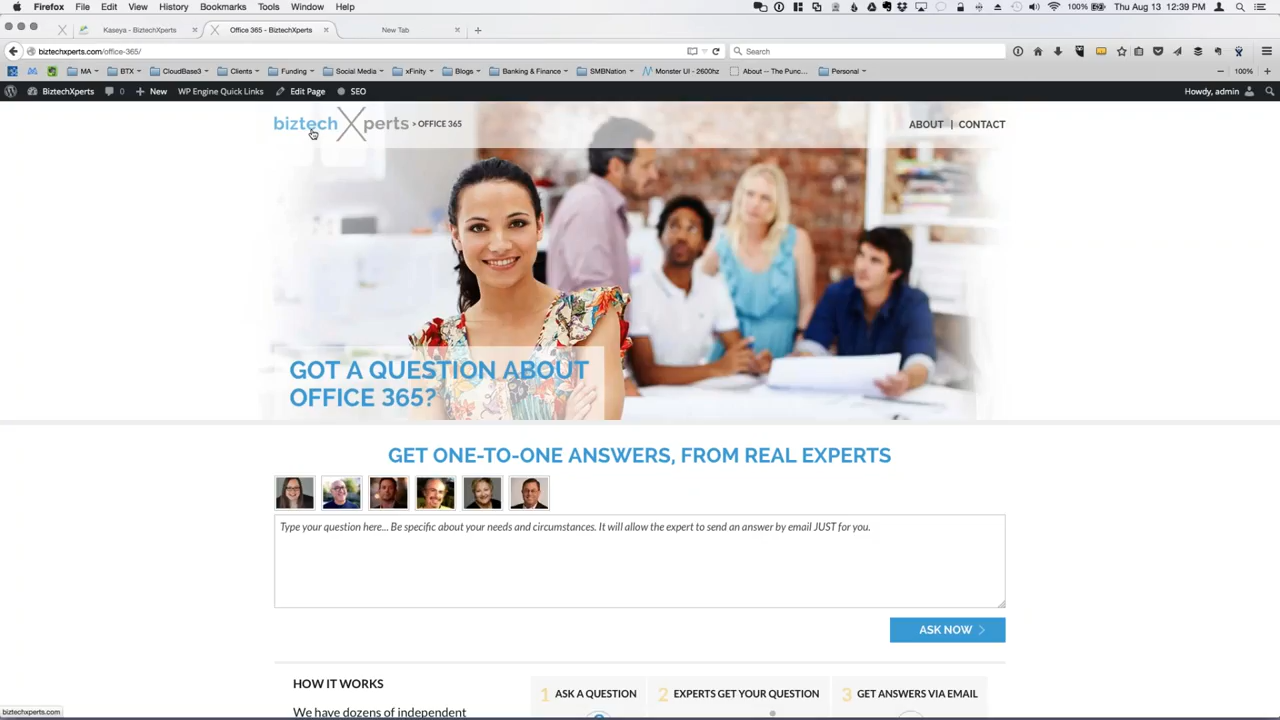 Firefox File Edit View History Bookmarks Tools Window Help 100% Thu Aug 13 12:39 PM
Kaseya - BiztechXperts Office 365 - BiztechXperts New Tab
biztechxperts.com/office-365/ Search
MA BTX CloudBase3 Clients Funding Social Media xFinity Blogs Banking & Finance SMBNation Monster UI - 2600hz About -- The Punc... Personal 100%
BiztechXperts 0 New WP Engine Quick Links Edit Page SEO Howdy, admin
biztechXperts > OFFICE 365 ABOUT | CONTACT
GOT A QUESTION ABOUT
OFFICE 365?
GET ONE-TO-ONE ANSWERS, FROM REAL EXPERTS
Type your question here... Be specific about your needs and circumstances. It will allow the expert to send an answer by email JUST for you.
ASK NOW
HOW IT WORKS
1 ASK A QUESTION 2 EXPERTS GET YOUR QUESTION 3 GET ANSWERS VIA EMAIL
We have dozens of independent
biztechxperts.com